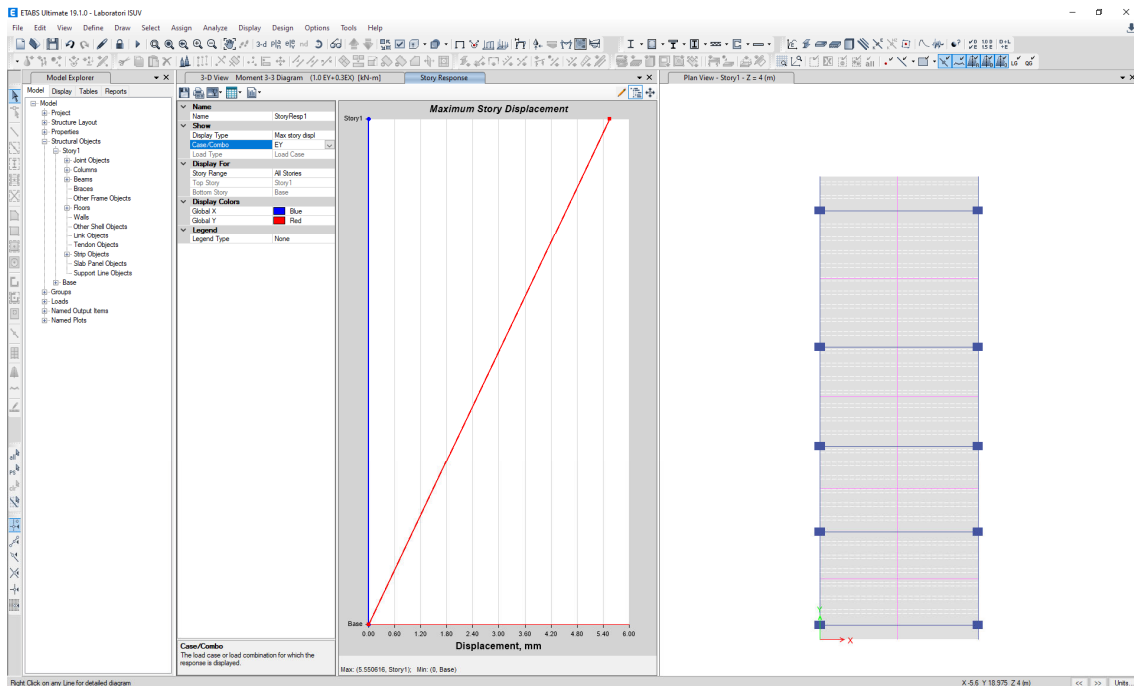 ETABS Ultimate 19.1.0 - Laboratori ISUV
File Edit View Define Draw Select Assign Analyze Display Design Options Tools Help
Model Explorer
Model Display Tables Reports
Model
Project
Structure Layout
Properties
Structural Objects
Story1
Joint Objects
Columns
Beams
Braces
Other Frame Objects
Floors
Walls
Other Shell Objects
Link Objects
Tendon Objects
Strip Objects
Slab Panel Objects
Support Line Objects
Base
Groups
Loads
Named Output Items
Named Plots
3-D View Moment 3-3 Diagram (1.0 EY+0.3EX) [kN-m]
Story Response
Name
Name StoryResp1
Show
Display Type Max story displ
Case/Combo EY
Load Type Load Case
Display For
Story Range All Stories
Top Story Story1
Bottom Story Base
Display Colors
Global X Blue
Global Y Red
Legend
Legend Type None
Case/Combo
The load case or load combination for which the
response is displayed.
Maximum Story Displacement
Story1
Base
0.00 0.60 1.20 1.80 2.40 3.00 3.60 4.20 4.80 5.40 6.00
Displacement, mm
Max: (5.550616, Story1); Min: (0, Base)
Plan View - Story1 - Z = 4 (m)
Y
X
Right Click on any Line for detailed diagram
X -5.6 Y 18.975 Z 4 (m)
<< >> Units...